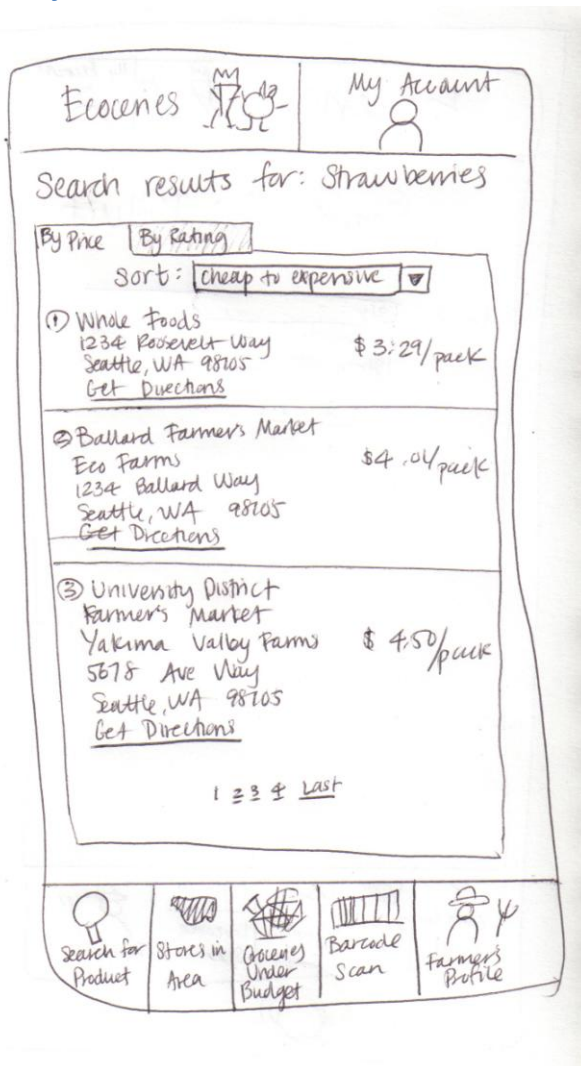 Ecoceries
My Account
Search results for: Strawberries
By Price By Rating
sort: cheap to expensive
① Whole Foods
1234 Roosevelt Way $3.29/pack
Seattle, WA 98105
Get Directions
② Ballard Farmer's Market
Eco Farms $4.01/pack
1234 Ballard Way
Seattle, WA 98105
Get Directions
③ University District
Farmer's Market
Yakima Valley Farms $4.50/pack
5678 Ave Way
Seattle, WA 98105
Get Directions
1 2 3 4 Last
Search for Product
Stores in Area
Groceries Under Budget
Barcode Scan
Farmer's Profile